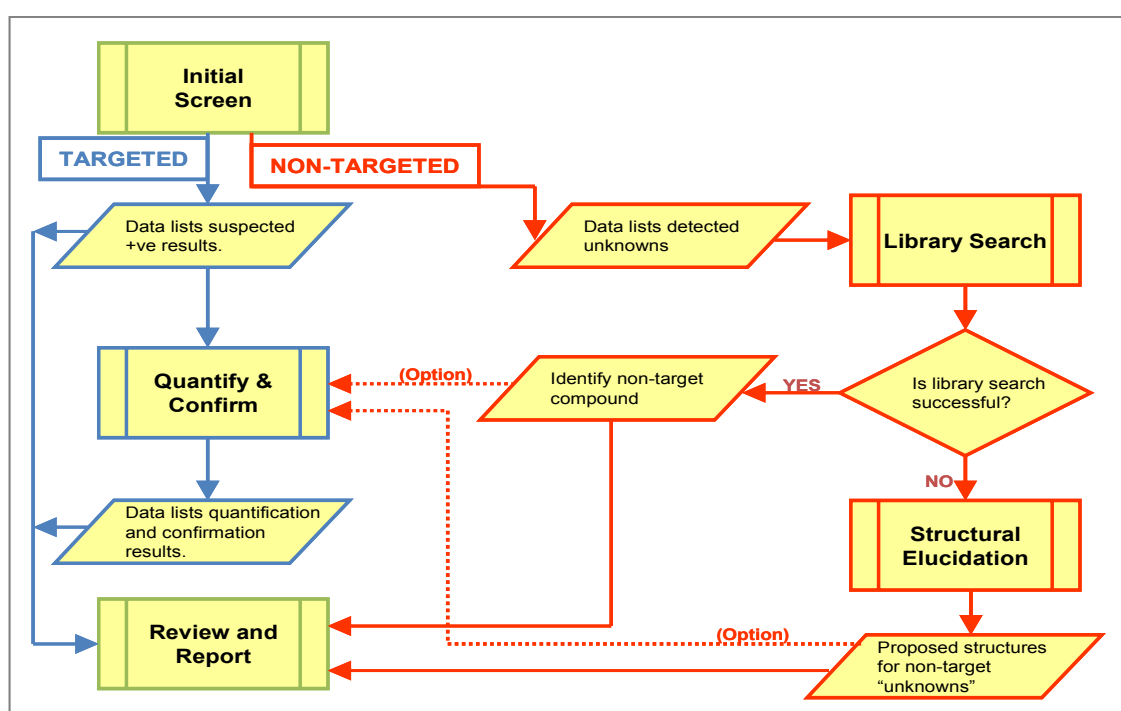 Initial
Screen
TARGETED
NON-TARGETED
Data lists suspected
+ve results.
Data lists detected
unknowns
Library Search
Quantify &
Confirm
(Option)
Identify non-target
compound
YES
Is library search
successful?
NO
Data lists quantification
and confirmation
results.
Structural
Elucidation
Review and
Report
(Option)
Proposed structures
for non-target
“unknowns”